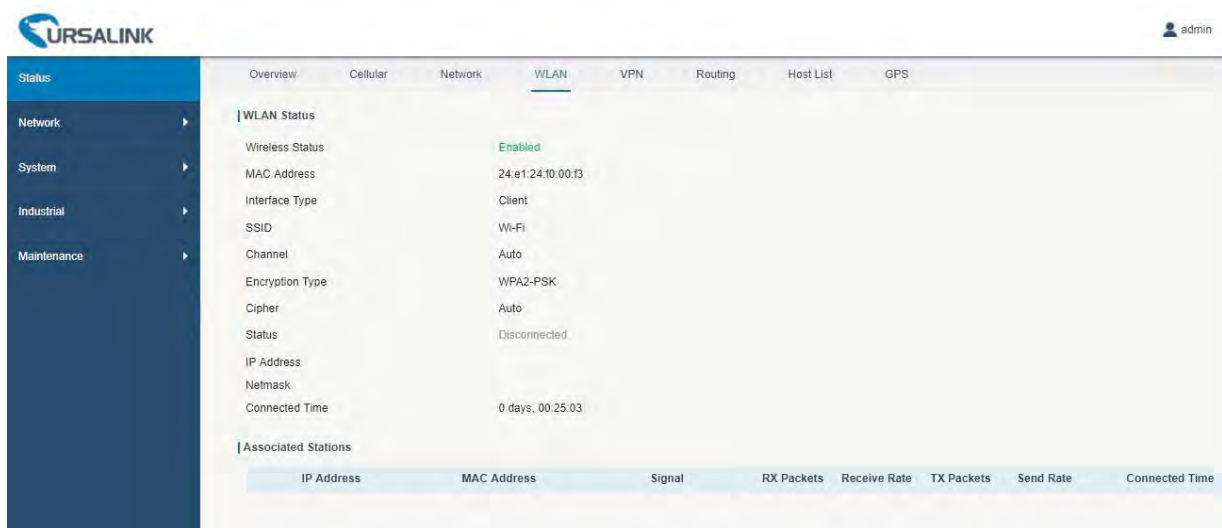 URSALINK
admin
Status
Overview Cellular Network WLAN VPN Routing Host List GPS
Network
System
Industrial
Maintenance
WLAN Status
Wireless Status Enabled
MAC Address 24:e1:24:f0:00:f3
Interface Type Client
SSID Wi-Fi
Channel Auto
Encryption Type WPA2-PSK
Cipher Auto
Status Disconnected
IP Address
Netmask
Connected Time 0 days, 00:25:03
Associated Stations
IP Address MAC Address Signal RX Packets Receive Rate TX Packets Send Rate Connected Time